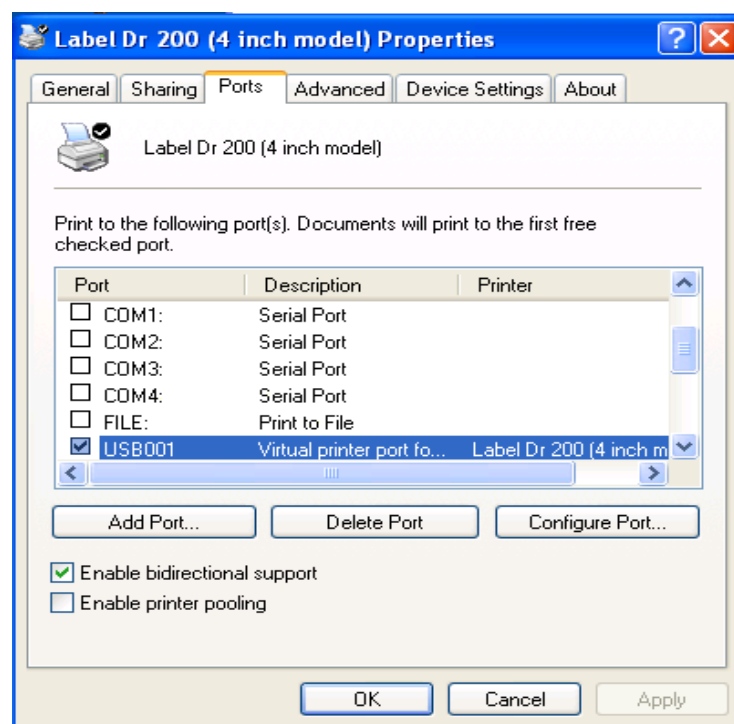 Label Dr 200 (4 inch model) Properties
General Sharing Ports Advanced Device Settings About
Label Dr 200 (4 inch model)
Print to the following port(s). Documents will print to the first free
checked port.
Port Description Printer
COM1: Serial Port
COM2: Serial Port
COM3: Serial Port
COM4: Serial Port
FILE: Print to File
USB001 Virtual printer port fo... Label Dr 200 (4 inch m
Add Port... Delete Port Configure Port...
Enable bidirectional support
Enable printer pooling
OK Cancel Apply